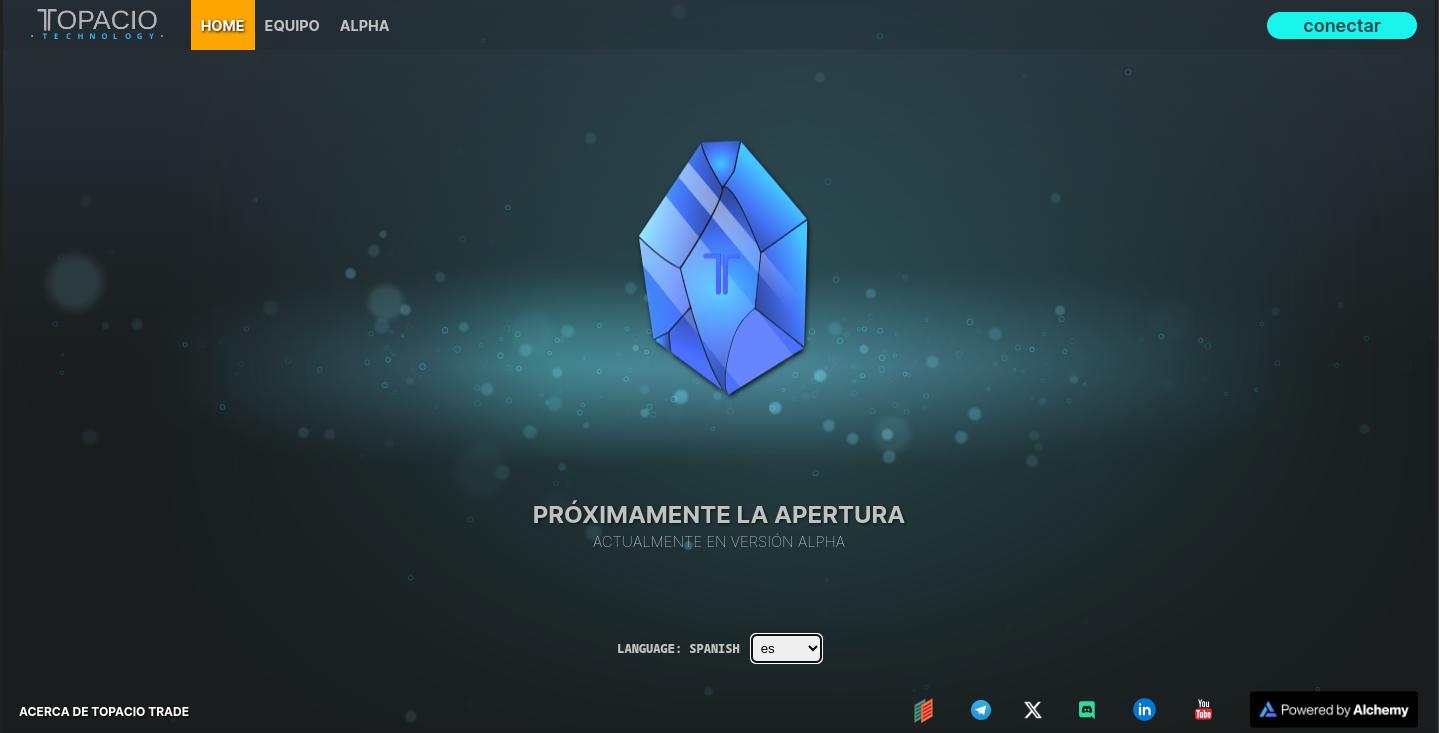 TOPACIO
TECHNOLOGY
HOME
EQUIPO
ALPHA
conectar
T
PRÓXIMAMENTE LA APERTURA
ACTUALMENTE EN VERSIÓN ALPHA
LANGUAGE: SPANISH
es
ACERCA DE TOPACIO TRADE
X
in
You
Tube
Powered by Alchemy